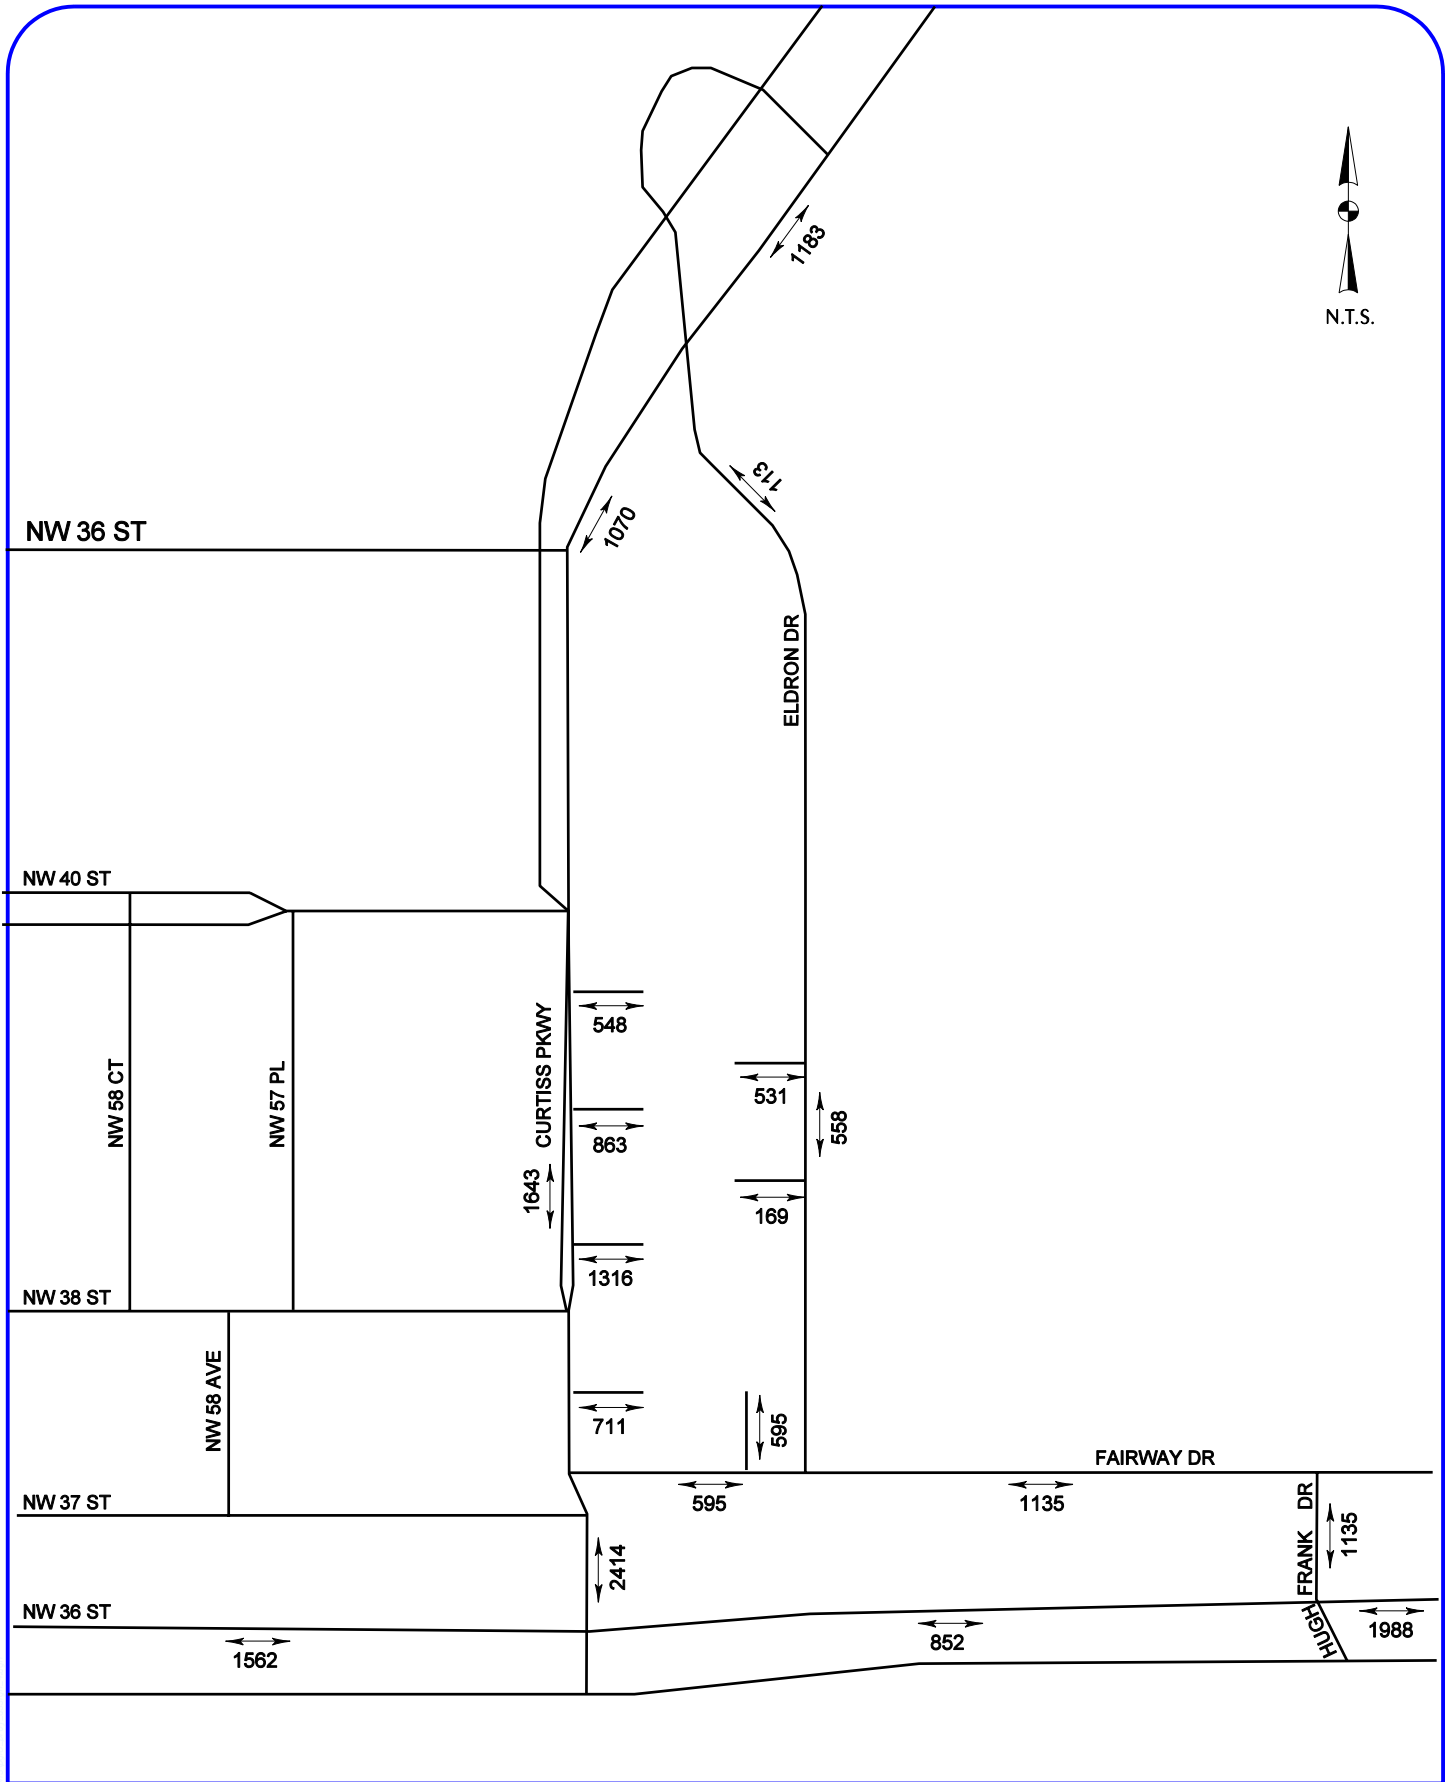 1183
N.T.S.
113
1070
NW 36 ST
ELDRON DR
NW 40 ST
548
CURTISS PKWY
NW 58 CT
NW 57 PL
531
558
863
1643
169
1316
NW 38 ST
NW 58 AVE
711
595
FAIRWAY DR
NW 37 ST
595
1135
FRANK DR
1135
2414
NW 36 ST
HUGH
1988
852
1562